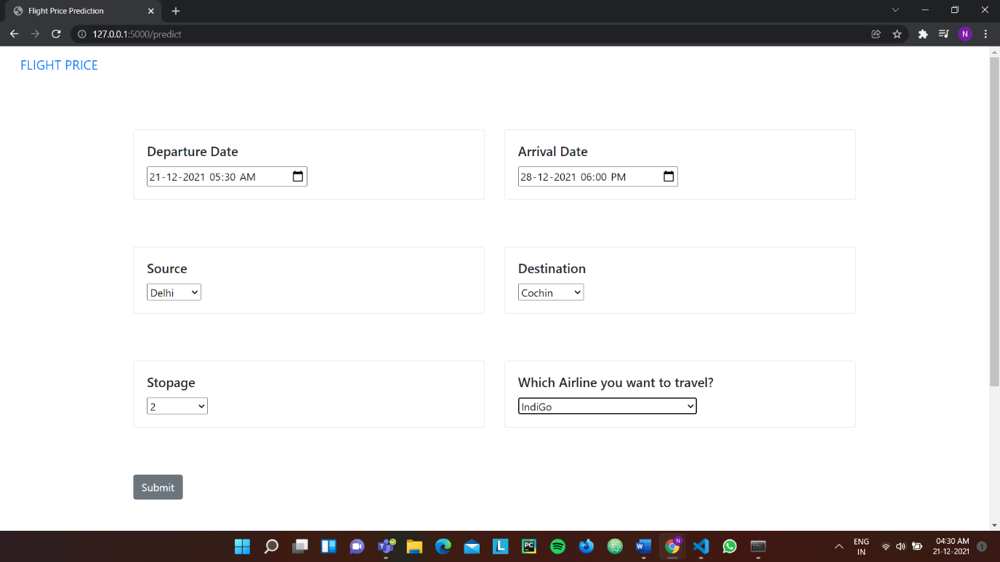 Flight Price Prediction
127.0.0.1:5000/predict
N
FLIGHT PRICE
Departure Date
21-12-2021 05:30 AM
Arrival Date
28-12-2021 06:00 PM
Source
Delhi
Destination
Cochin
Stopage
2
Which Airline you want to travel?
IndiGo
Submit
L
PC
W
N
ENG
IN
04:30 AM
21-12-2021
1